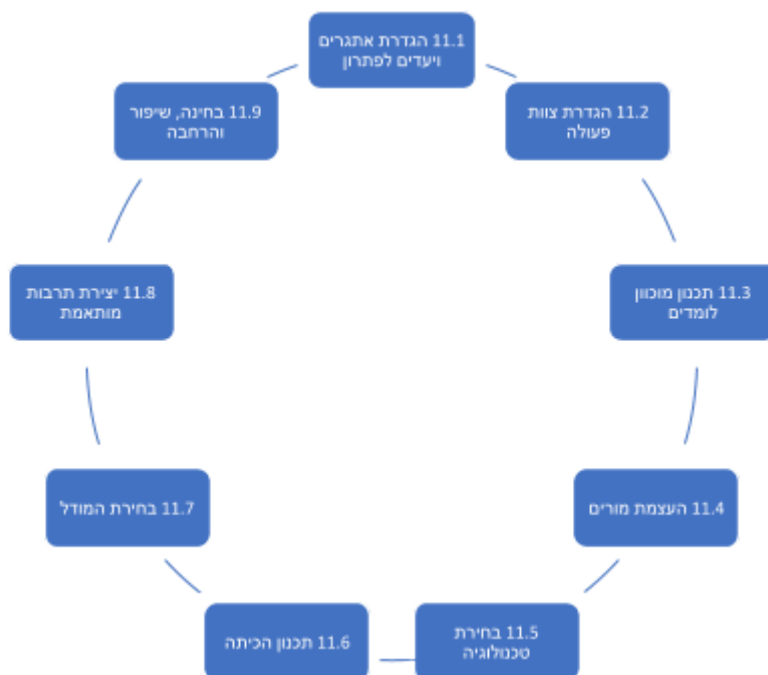 11.1 הגדרת אתגרים
ויעדים לפתרון
11.2 הגדרת צוות
פעולה
11.3 תכנון מוכוון
לומדים
11.4 העצמת מורים
11.5 בחירת
טכנולוגיה
11.6 תכנון הכיתה
11.7 בחירת המודל
11.8 יצירת תרבות
מותאמת
11.9 בחינה, שיפור
והרחבה